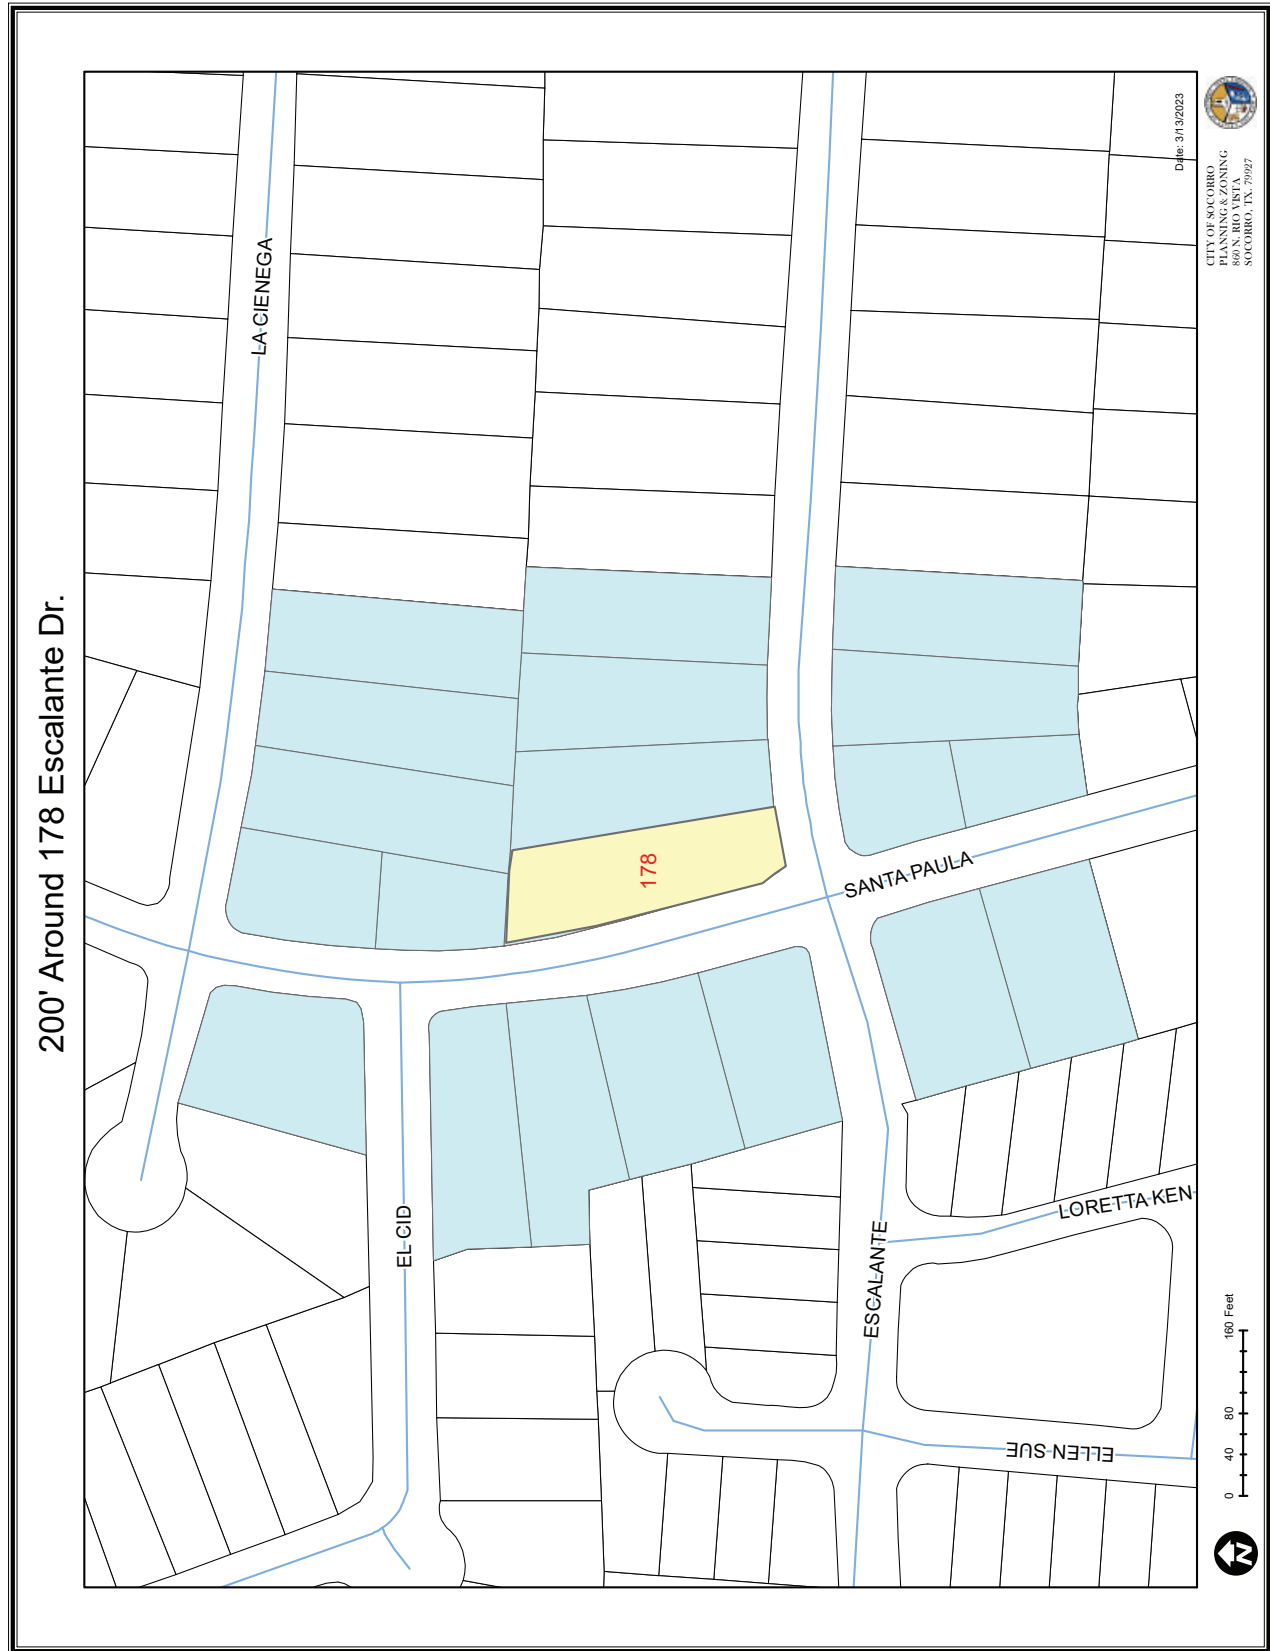 200' Around 178 Escalante Dr.
LA CIENEGA
178
SANTA PAULA
EL CID
ESCALANTE
LORETTA KEN
ELLEN SUE
Date: 3/13/2023
CITY OF SOCORRO
PLANNING & ZONING
860 N. RIO VISTA
SOCORRO, TX. 79927
0 40 80 160 Feet
N